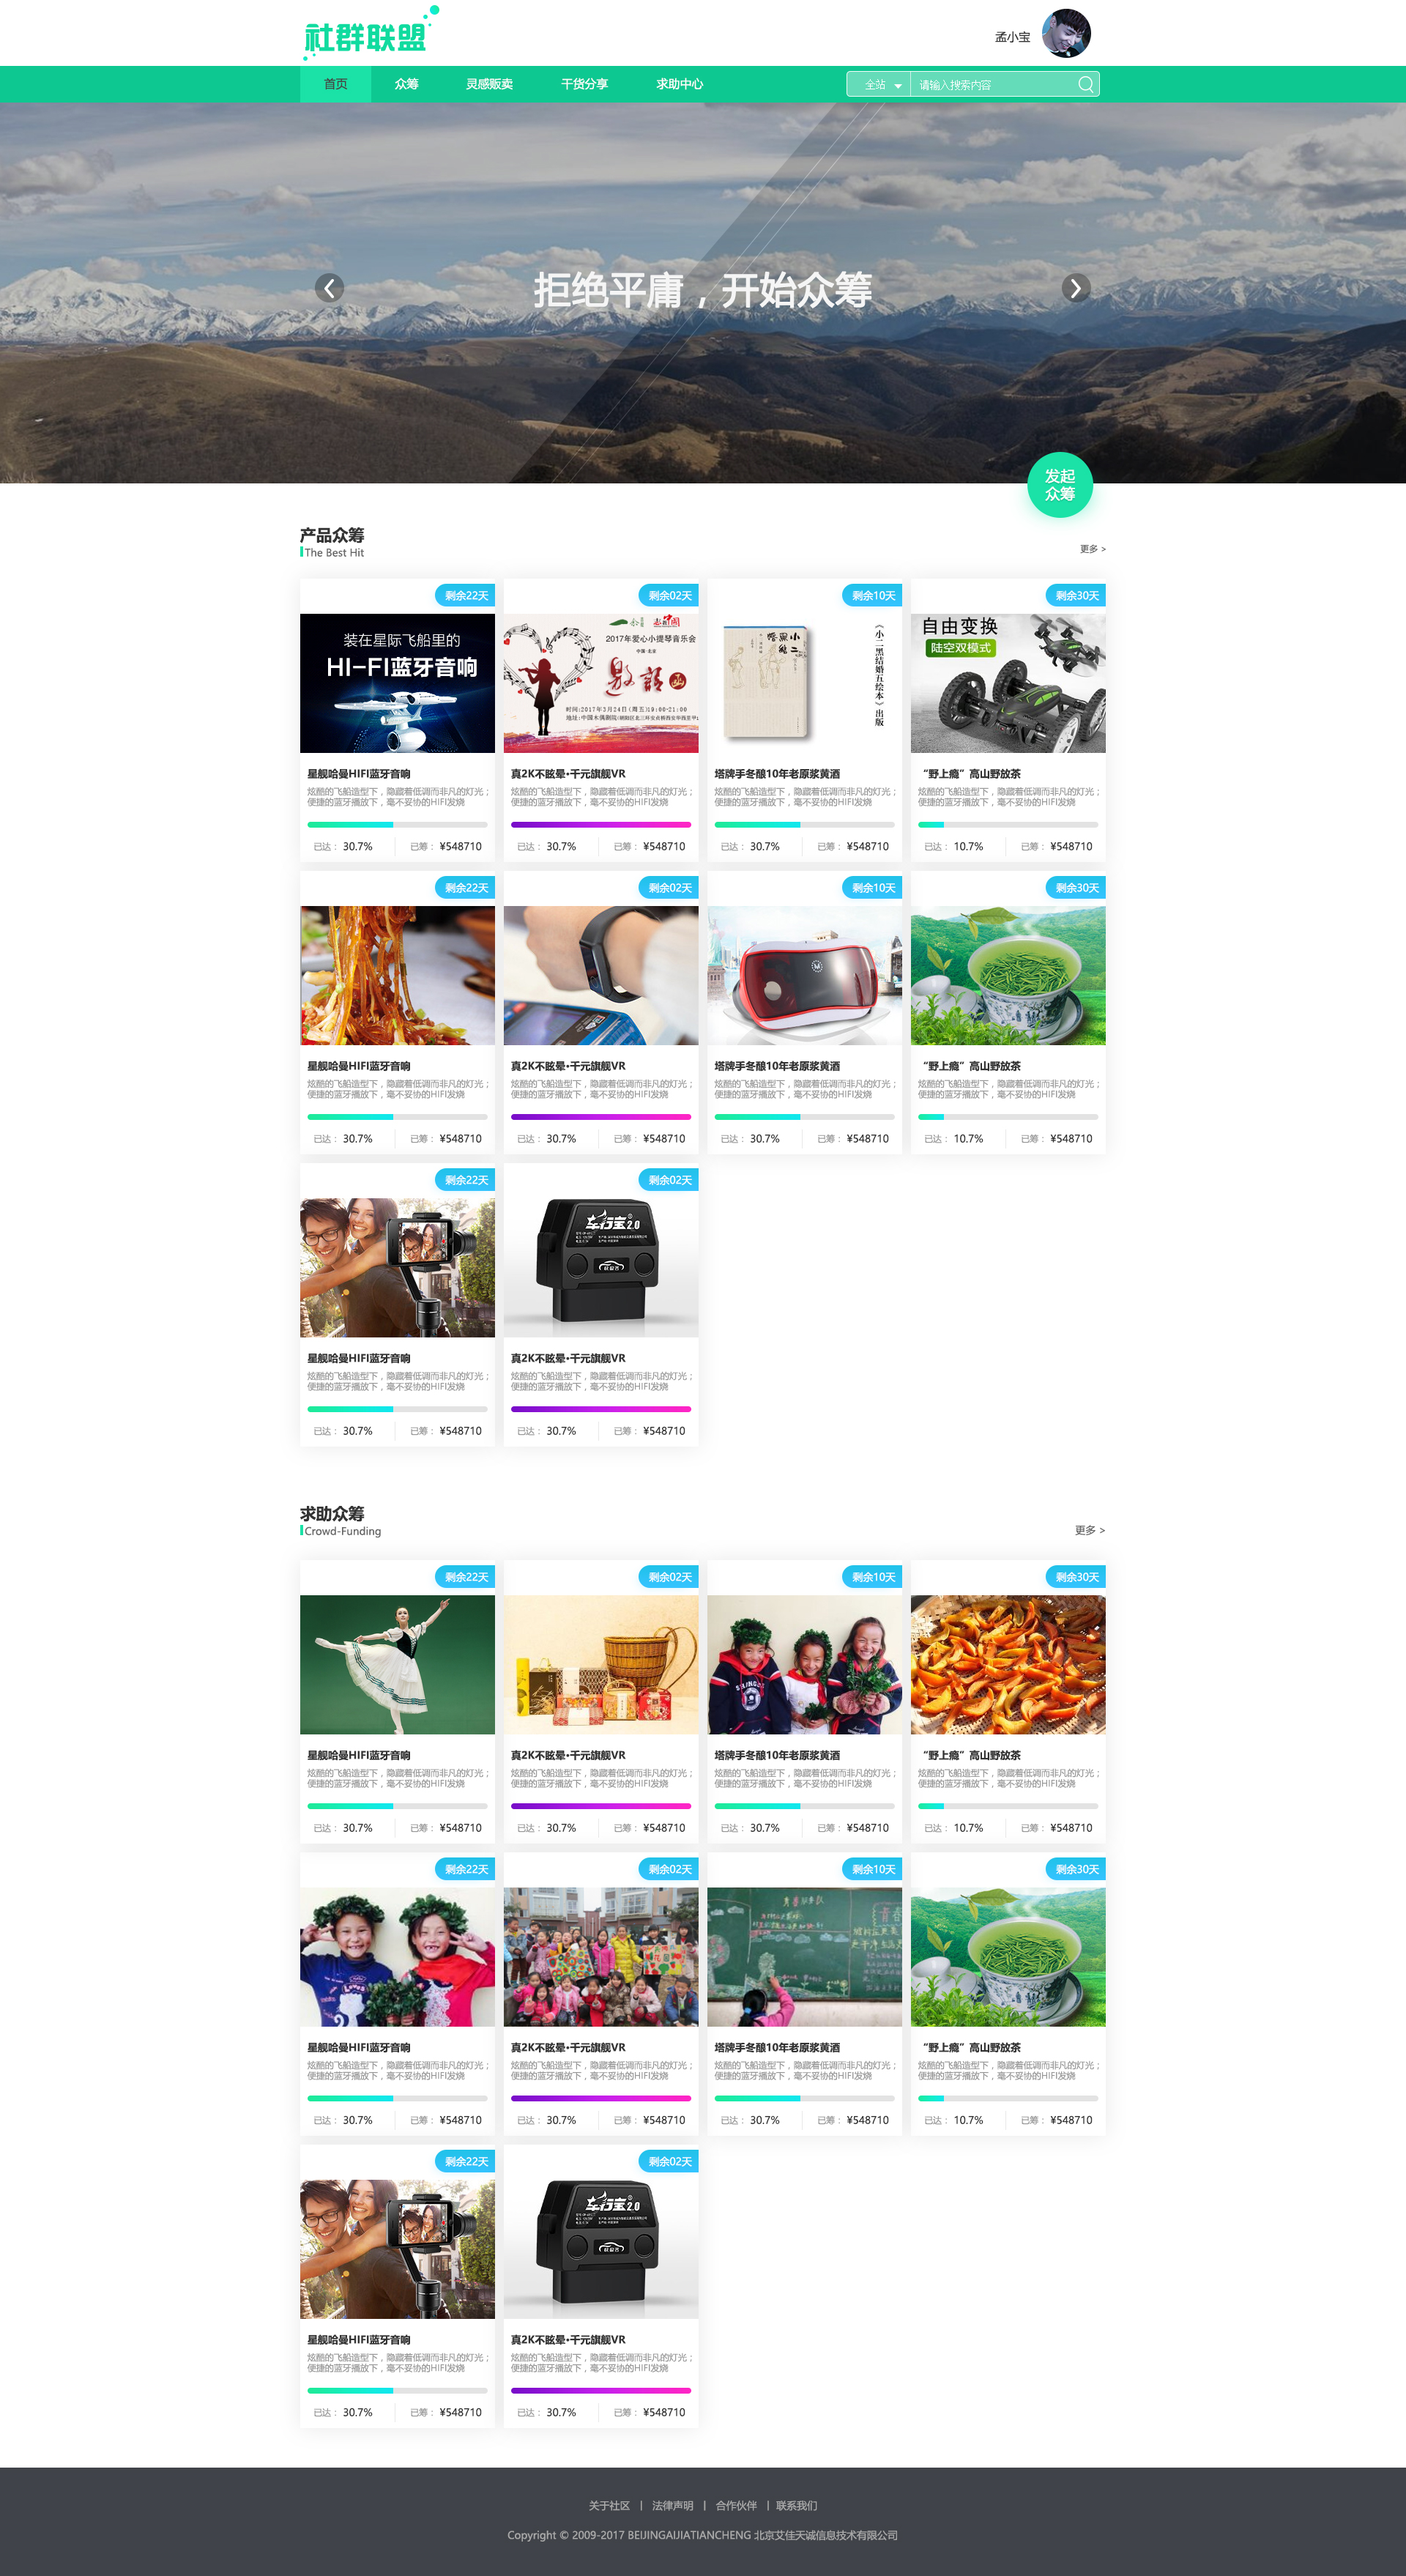 社群联盟
孟小宝
首页 众筹 灵感贩卖 干货分享 求助中心 全站 请输入搜索内容
拒绝平庸，开始众筹
发起
众筹
产品众筹
The Best Hit
更多 >
剩余22天 剩余02天 剩余10天 剩余30天
装在星际飞船里的
HI-FI蓝牙音响
2017年爱心小提琴音乐会
中国·北京
邀請
时间:2017年3月24日(周五)9:00-21:00
小二黑结婚
《小二黑结婚五绘本》出版
自由变换
陆空双模式
星舰哈曼HIFI蓝牙音响 真2K不眩晕·千元旗舰VR 塔牌手冬酿10年老原浆黄酒 “野上瘾”高山野放茶
炫酷的飞船造型下，隐藏着低调而非凡的灯光； 炫酷的飞船造型下，隐藏着低调而非凡的灯光； 炫酷的飞船造型下，隐藏着低调而非凡的灯光； 炫酷的飞船造型下，隐藏着低调而非凡的灯光；
便捷的蓝牙播放下，毫不妥协的HIFI发烧 便捷的蓝牙播放下，毫不妥协的HIFI发烧 便捷的蓝牙播放下，毫不妥协的HIFI发烧 便捷的蓝牙播放下，毫不妥协的HIFI发烧
已达： 30.7% 已筹： ¥548710 已达： 30.7% 已筹： ¥548710 已达： 30.7% 已筹： ¥548710 已达： 10.7% 已筹： ¥548710
剩余22天 剩余02天 剩余10天 剩余30天
星舰哈曼HIFI蓝牙音响 真2K不眩晕·千元旗舰VR 塔牌手冬酿10年老原浆黄酒 “野上瘾”高山野放茶
炫酷的飞船造型下，隐藏着低调而非凡的灯光； 炫酷的飞船造型下，隐藏着低调而非凡的灯光； 炫酷的飞船造型下，隐藏着低调而非凡的灯光； 炫酷的飞船造型下，隐藏着低调而非凡的灯光；
便捷的蓝牙播放下，毫不妥协的HIFI发烧 便捷的蓝牙播放下，毫不妥协的HIFI发烧 便捷的蓝牙播放下，毫不妥协的HIFI发烧 便捷的蓝牙播放下，毫不妥协的HIFI发烧
已达： 30.7% 已筹： ¥548710 已达： 30.7% 已筹： ¥548710 已达： 30.7% 已筹： ¥548710 已达： 10.7% 已筹： ¥548710
剩余22天 剩余02天
车行宝®2.0
星舰哈曼HIFI蓝牙音响 真2K不眩晕·千元旗舰VR
炫酷的飞船造型下，隐藏着低调而非凡的灯光； 炫酷的飞船造型下，隐藏着低调而非凡的灯光；
便捷的蓝牙播放下，毫不妥协的HIFI发烧 便捷的蓝牙播放下，毫不妥协的HIFI发烧
已达： 30.7% 已筹： ¥548710 已达： 30.7% 已筹： ¥548710
求助众筹
Crowd-Funding
更多 >
剩余22天 剩余02天 剩余10天 剩余30天
星舰哈曼HIFI蓝牙音响 真2K不眩晕·千元旗舰VR 塔牌手冬酿10年老原浆黄酒 “野上瘾”高山野放茶
炫酷的飞船造型下，隐藏着低调而非凡的灯光； 炫酷的飞船造型下，隐藏着低调而非凡的灯光； 炫酷的飞船造型下，隐藏着低调而非凡的灯光； 炫酷的飞船造型下，隐藏着低调而非凡的灯光；
便捷的蓝牙播放下，毫不妥协的HIFI发烧 便捷的蓝牙播放下，毫不妥协的HIFI发烧 便捷的蓝牙播放下，毫不妥协的HIFI发烧 便捷的蓝牙播放下，毫不妥协的HIFI发烧
已达： 30.7% 已筹： ¥548710 已达： 30.7% 已筹： ¥548710 已达： 30.7% 已筹： ¥548710 已达： 10.7% 已筹： ¥548710
剩余22天 剩余02天 剩余10天 剩余30天
星舰哈曼HIFI蓝牙音响 真2K不眩晕·千元旗舰VR 塔牌手冬酿10年老原浆黄酒 “野上瘾”高山野放茶
炫酷的飞船造型下，隐藏着低调而非凡的灯光； 炫酷的飞船造型下，隐藏着低调而非凡的灯光； 炫酷的飞船造型下，隐藏着低调而非凡的灯光； 炫酷的飞船造型下，隐藏着低调而非凡的灯光；
便捷的蓝牙播放下，毫不妥协的HIFI发烧 便捷的蓝牙播放下，毫不妥协的HIFI发烧 便捷的蓝牙播放下，毫不妥协的HIFI发烧 便捷的蓝牙播放下，毫不妥协的HIFI发烧
已达： 30.7% 已筹： ¥548710 已达： 30.7% 已筹： ¥548710 已达： 30.7% 已筹： ¥548710 已达： 10.7% 已筹： ¥548710
剩余22天 剩余02天
车行宝®2.0
星舰哈曼HIFI蓝牙音响 真2K不眩晕·千元旗舰VR
炫酷的飞船造型下，隐藏着低调而非凡的灯光； 炫酷的飞船造型下，隐藏着低调而非凡的灯光；
便捷的蓝牙播放下，毫不妥协的HIFI发烧 便捷的蓝牙播放下，毫不妥协的HIFI发烧
已达： 30.7% 已筹： ¥548710 已达： 30.7% 已筹： ¥548710
关于社区 | 法律声明 | 合作伙伴 | 联系我们
Copyright © 2009-2017 BEIJINGAIJIATIANCHENG 北京艾佳天诚信息技术有限公司